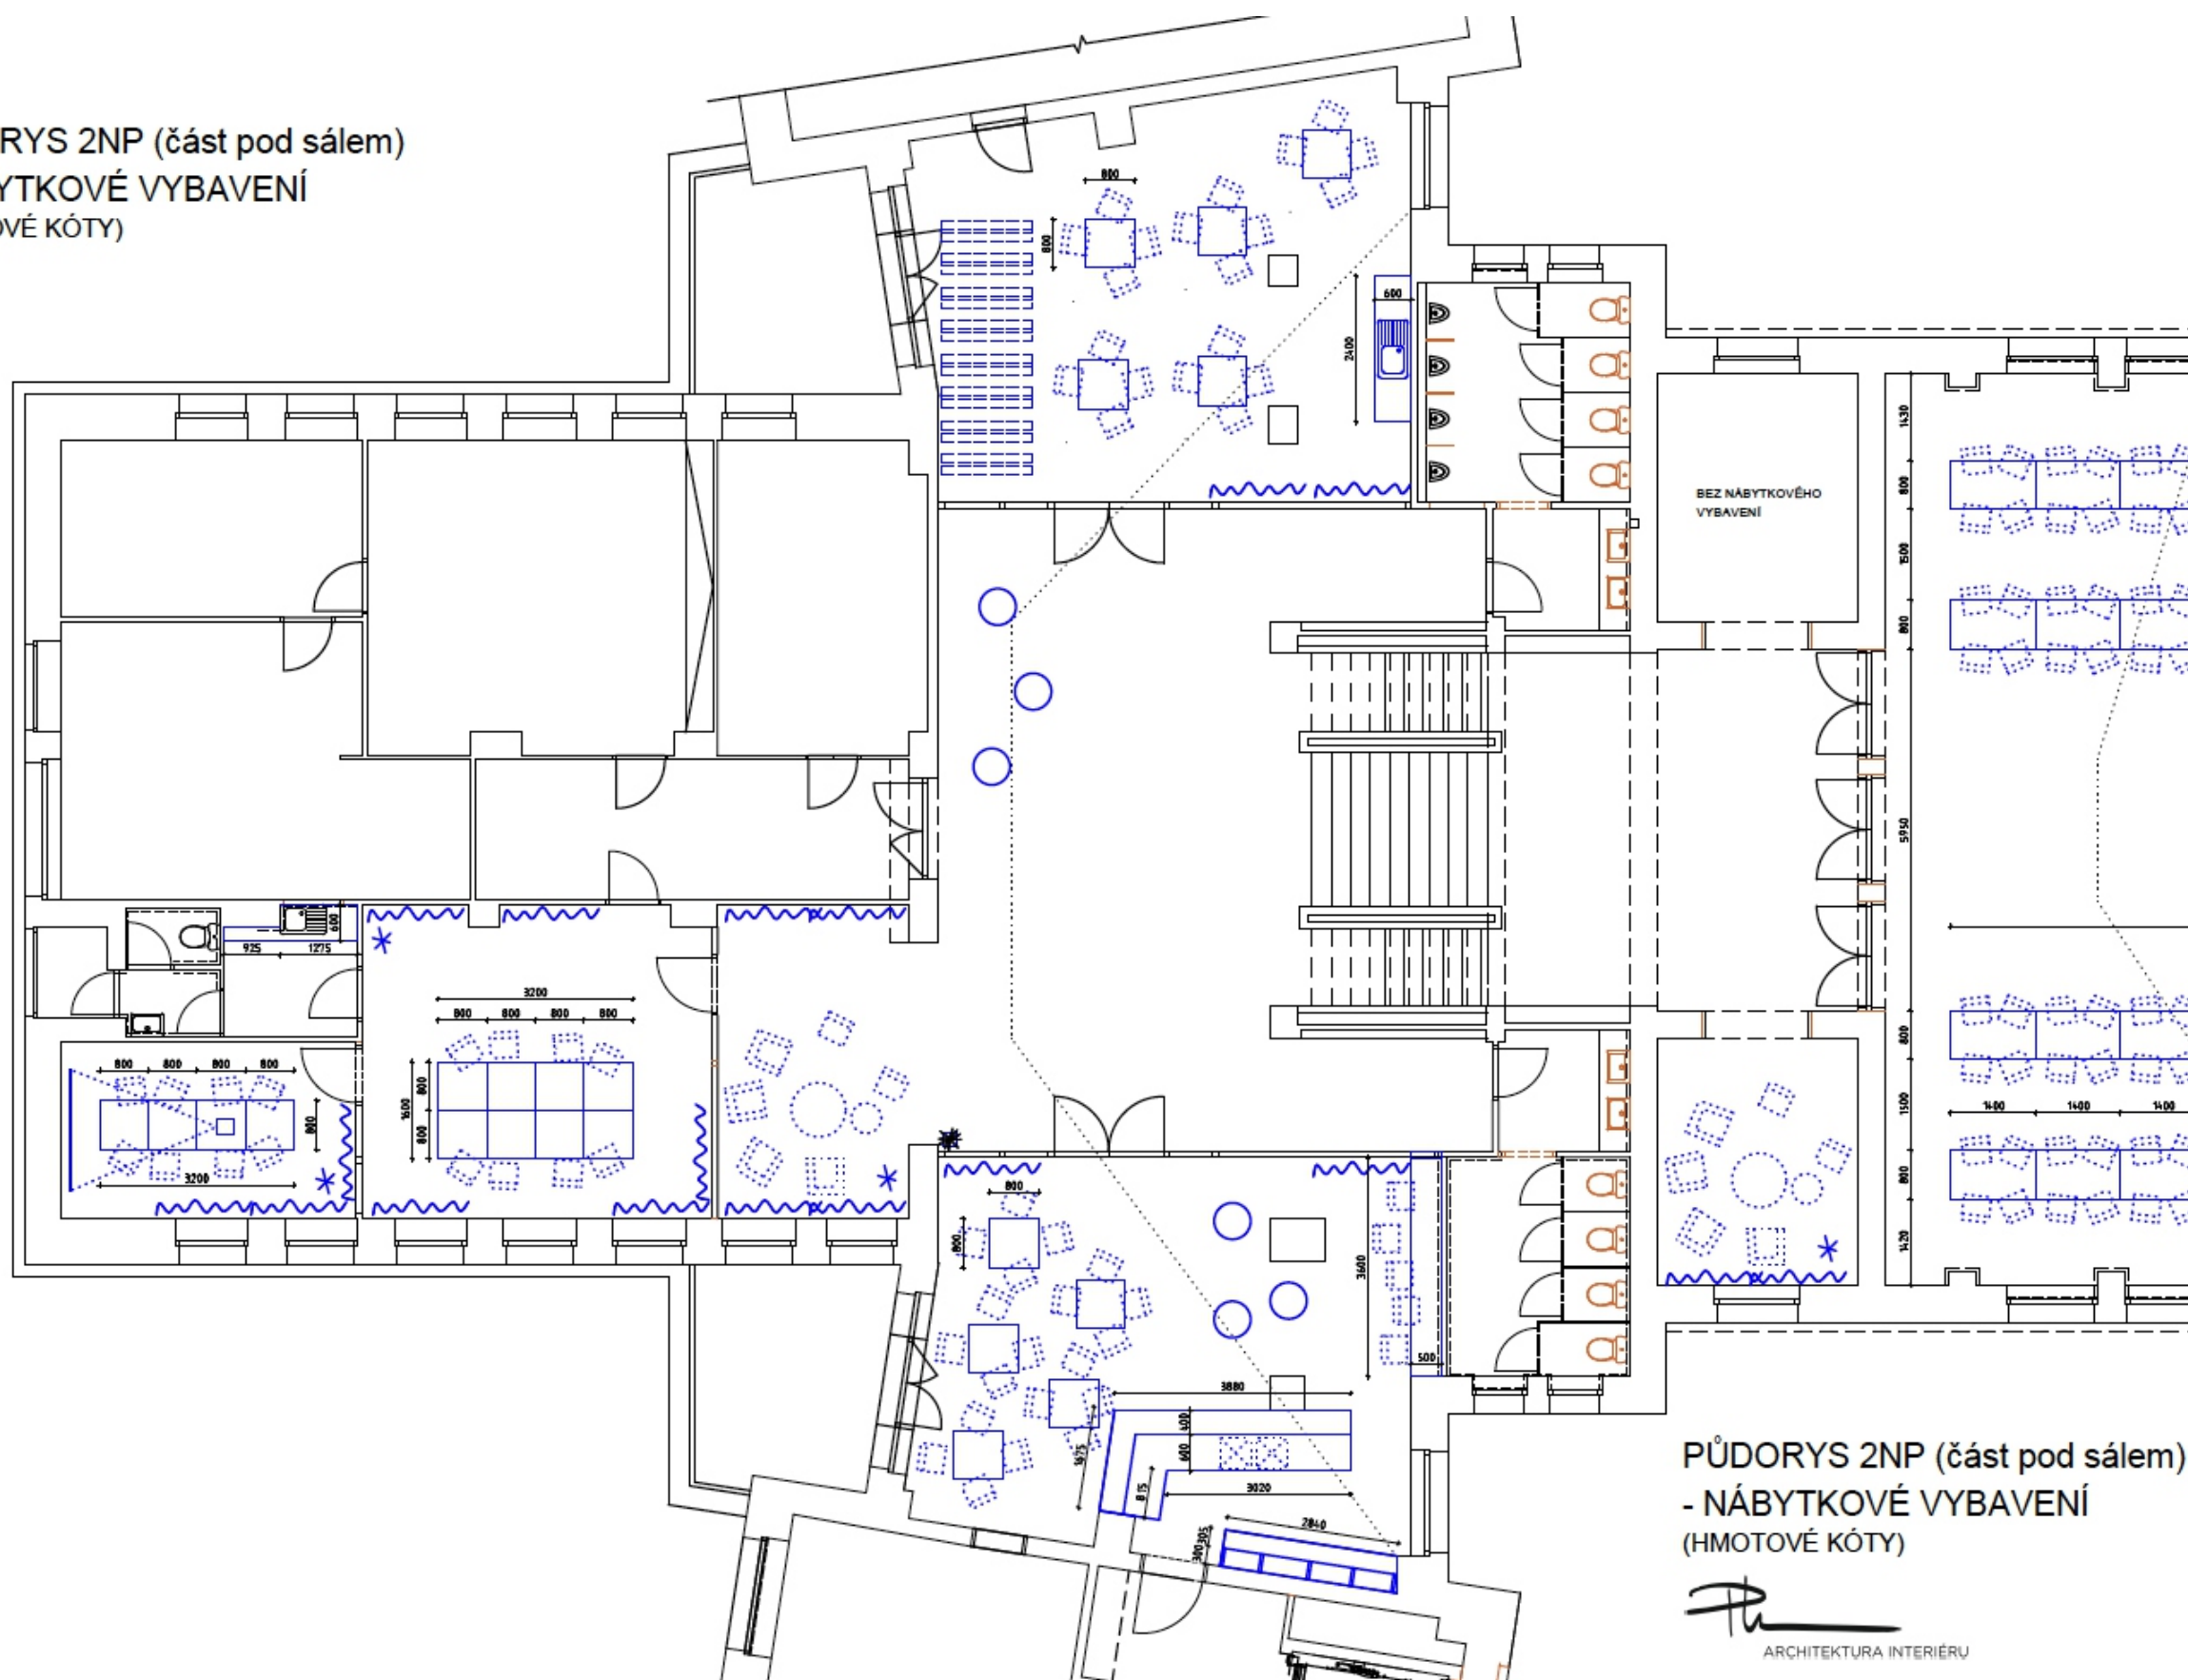 RYS 2NP (část pod sálem)
YTKOVÉ VYBAVENÍ
OVÉ KÓTY)
800
800
600
2400
1430
BEZ NÁBYTKOVÉHO
VYBAVENÍ
800
1500
800
5950
600
925
1275
3200
800 800 800 800
800
1600
800
800 800 800 800
800
3200
800
1400 1400 1400
1500
800
1420
800
800
3600
500
3880
400
600
1675
815
3020
2840
305
300
PŮDORYS 2NP (část pod sálem)
- NÁBYTKOVÉ VYBAVENÍ
(HMOTOVÉ KÓTY)
ARCHITEKTURA INTERIÉRU